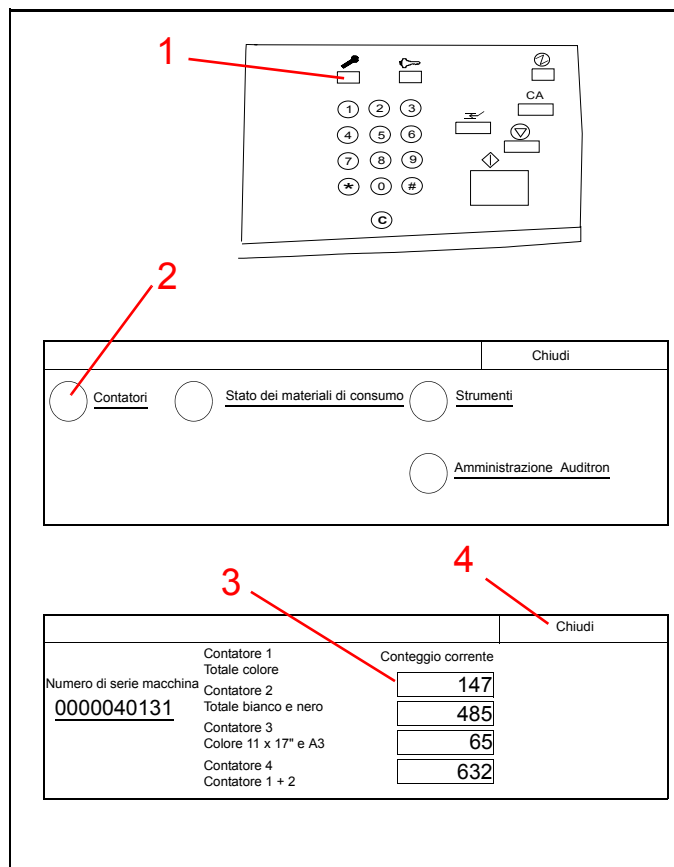 1
CA
1 2 3
4 5 6
7 8 9
* 0 #
C
2
Chiudi
Contatori
Stato dei materiali di consumo
Strumenti
Amministrazione Auditron
3
4
Chiudi
Contatore 1
Totale colore
Conteggio corrente
Numero di serie macchina
0000040131
147
Contatore 2
Totale bianco e nero
485
Contatore 3
Colore 11 x 17" e A3
65
Contatore 4
Contatore 1 + 2
632